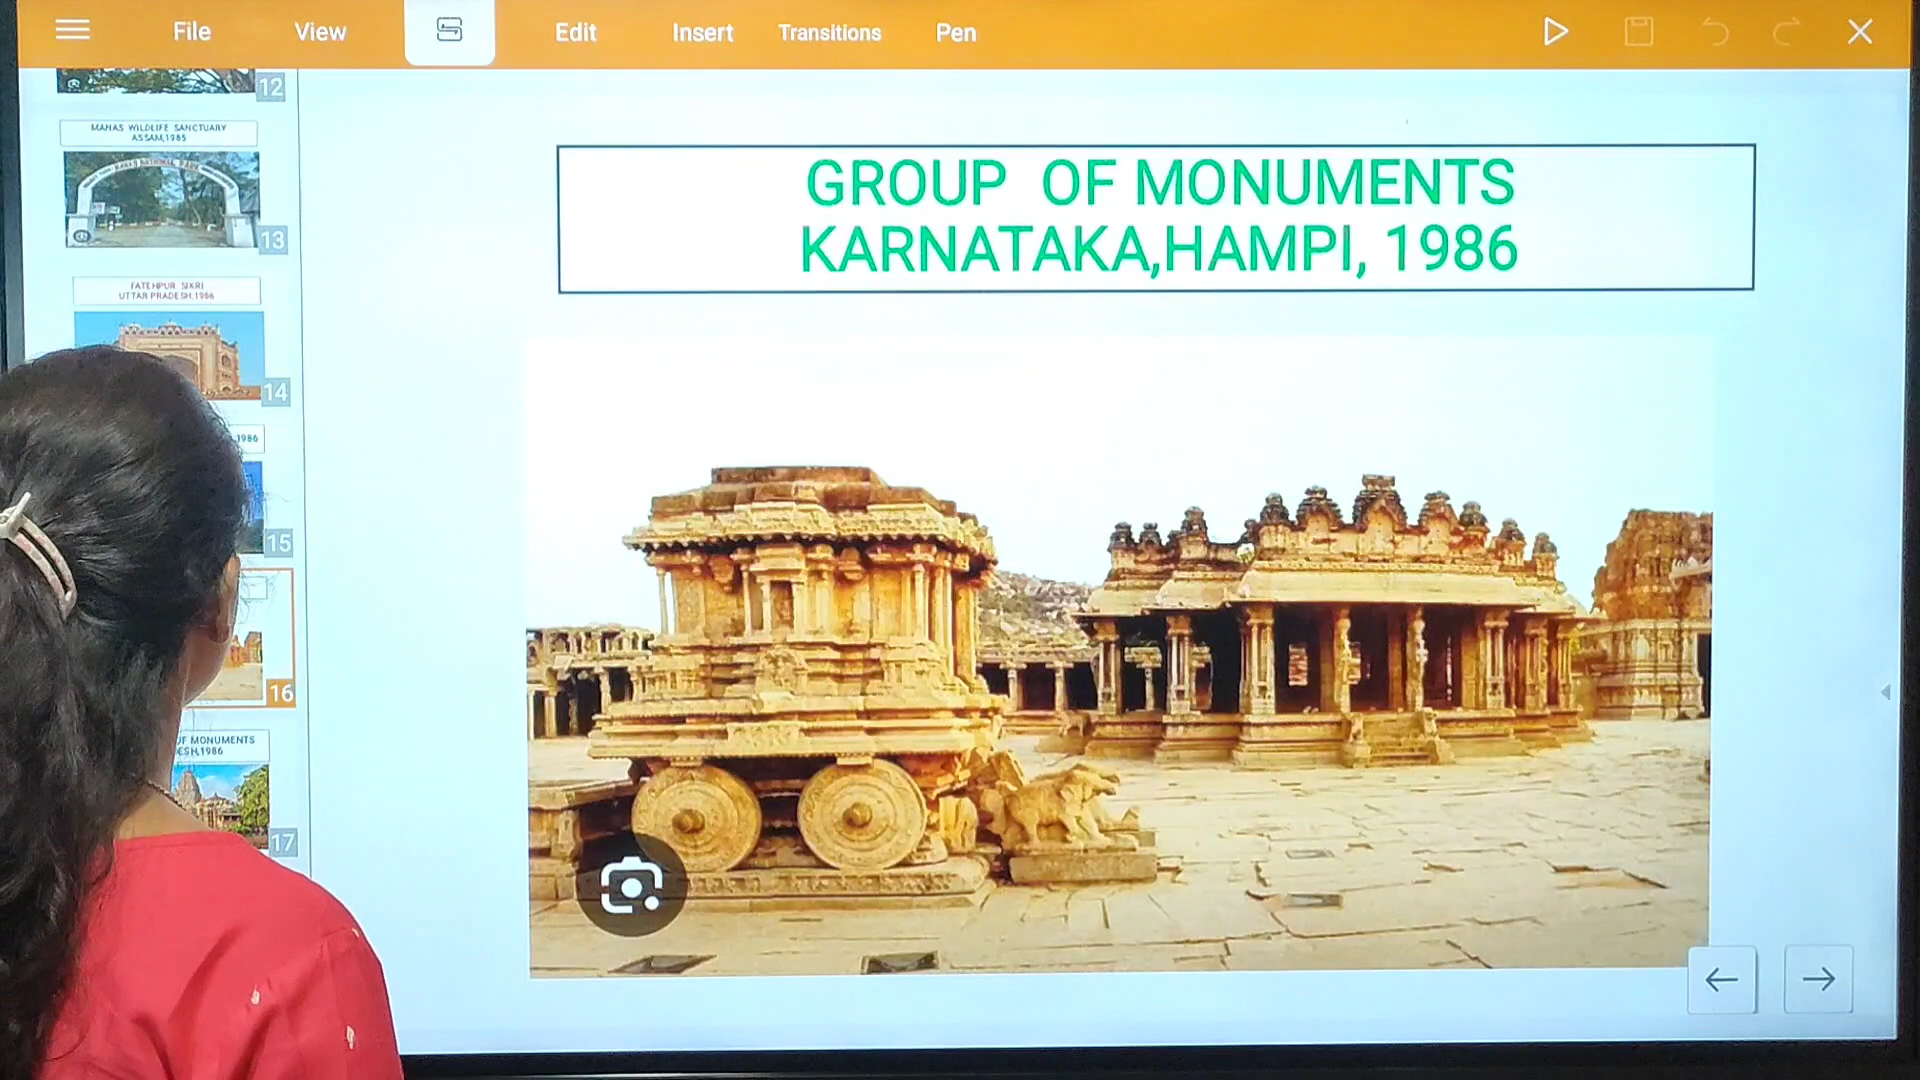 File View Edit Insert Transitions Pen
12
MANAS WILDLIFE SANCTUARY
ASSAM,1985
13
FATEHPUR SIKRI
UTTAR PRADESH,1986
14
1986
15
16
OF MONUMENTS
ESH,1986
17
GROUP OF MONUMENTS
KARNATAKA,HAMPI, 1986